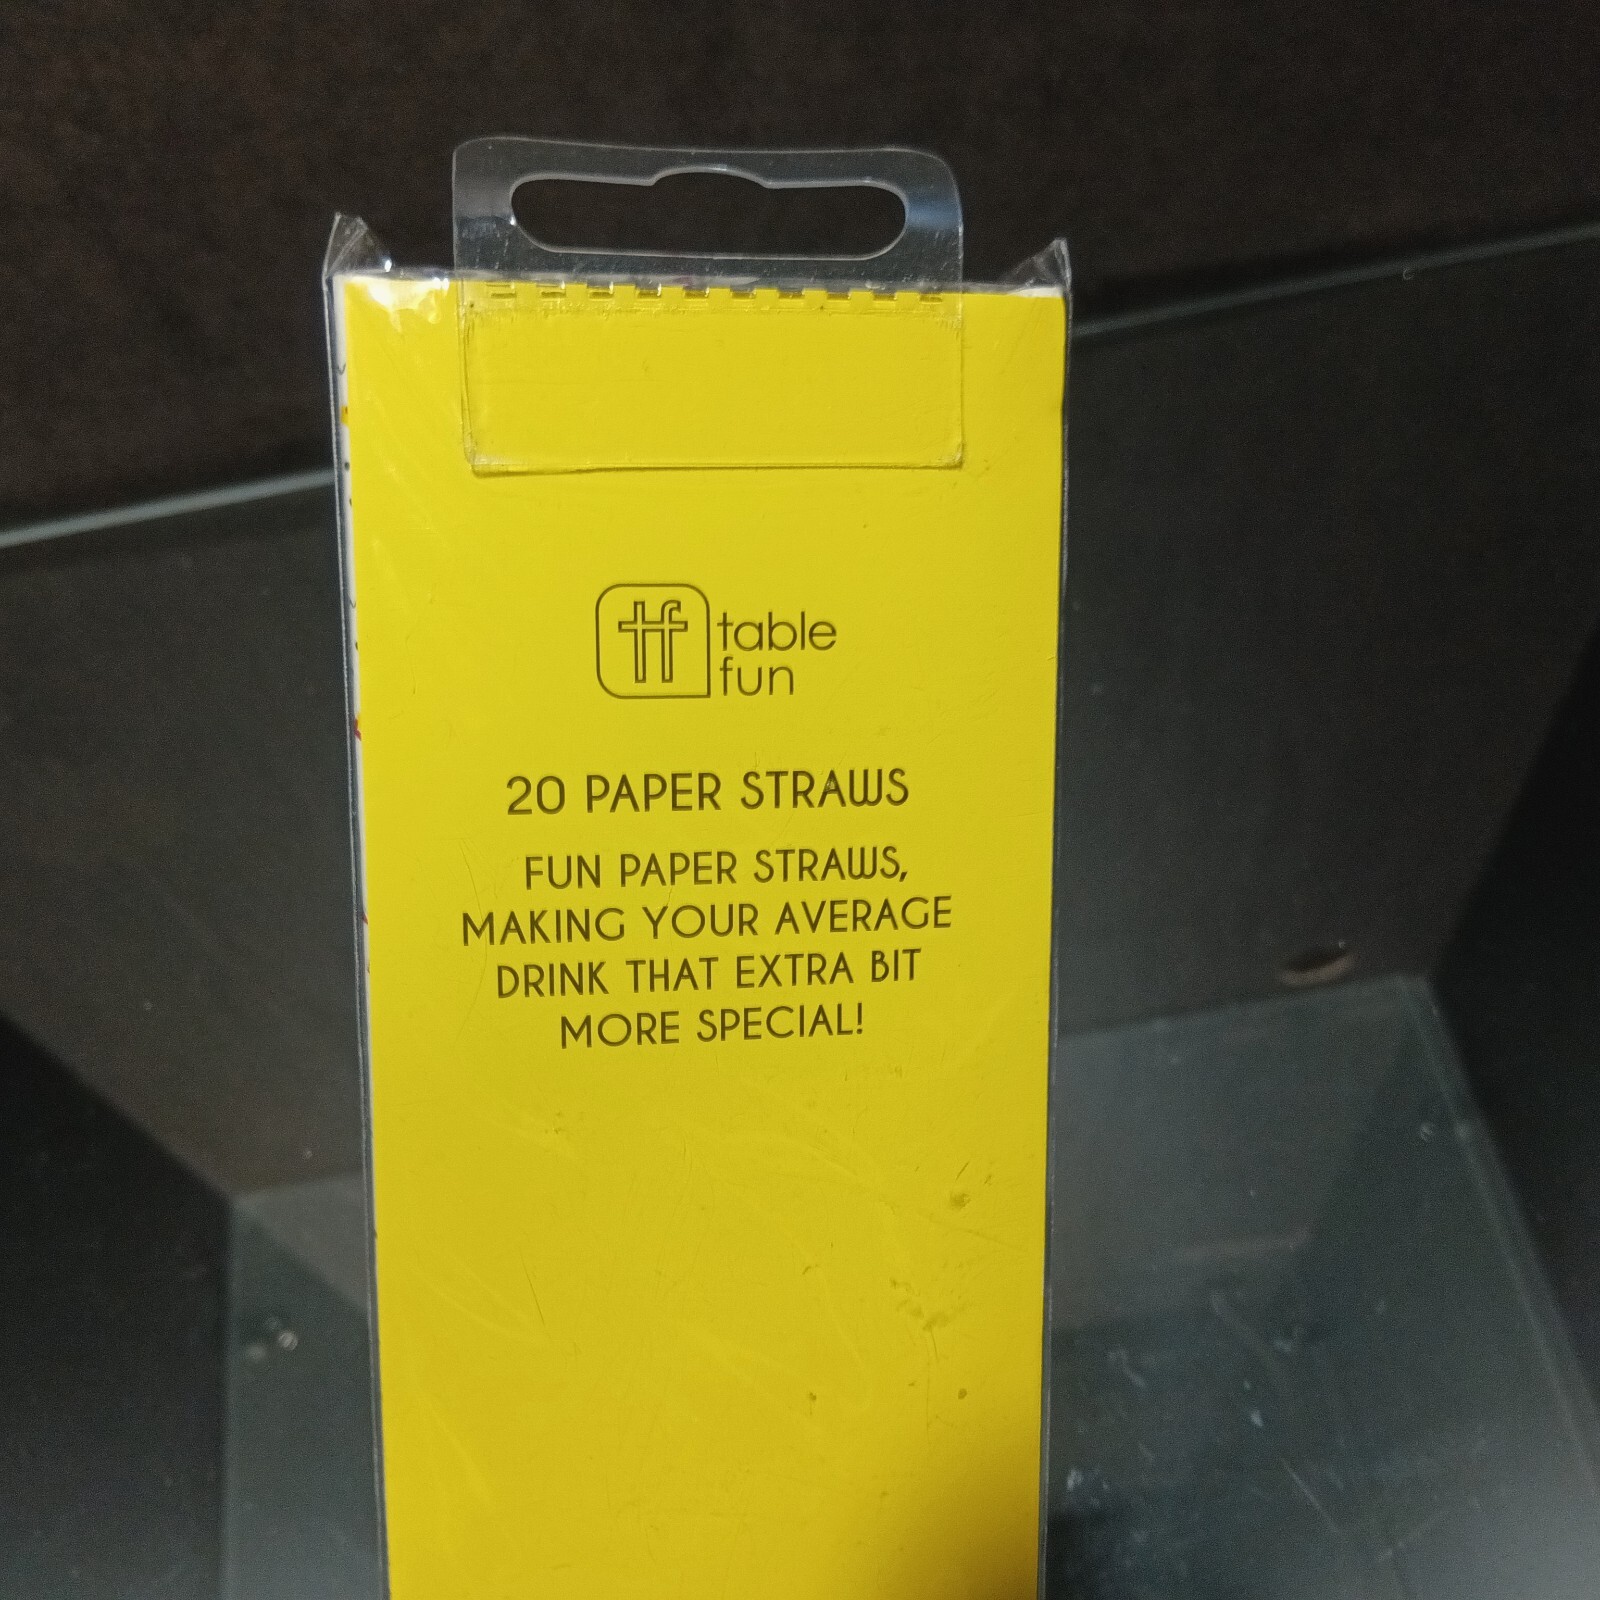 tf
table
fun
20 PAPER STRAWS
FUN PAPER STRAWS,
MAKING YOUR AVERAGE
DRINK THAT EXTRA BIT
MORE SPECIAL!